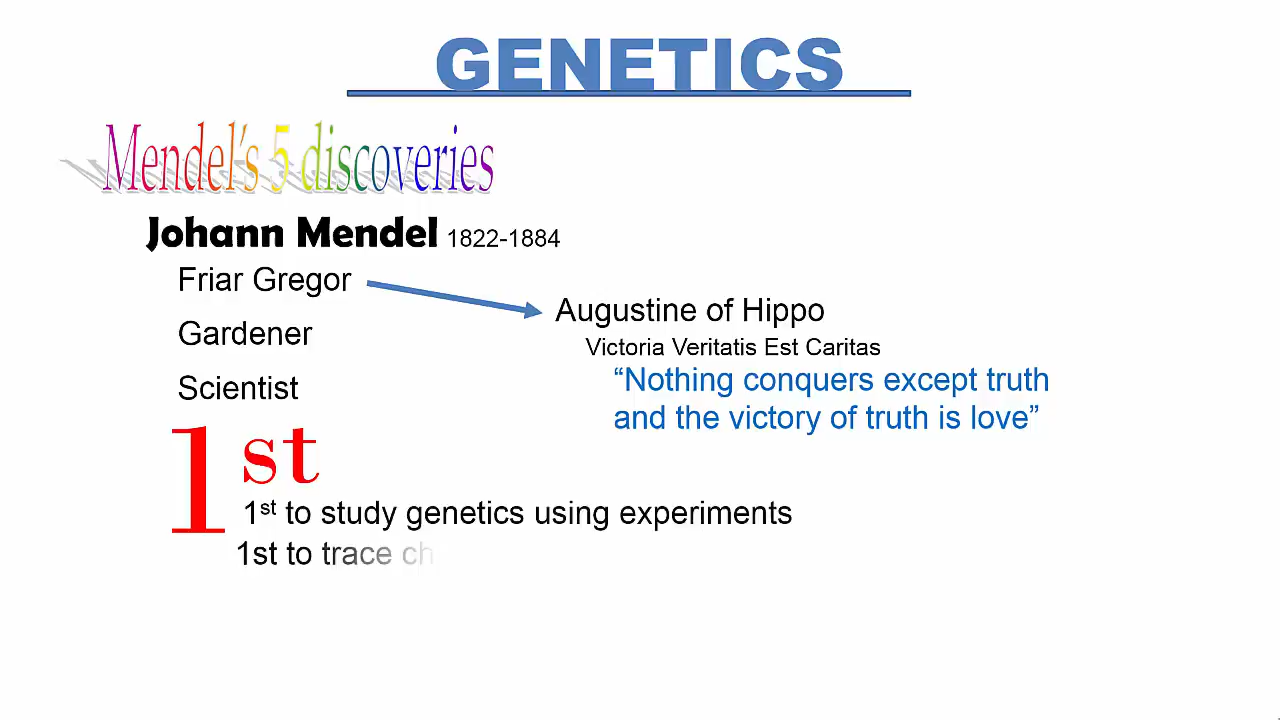 GENETICS
Mendel's 5 discoveries
Johann Mendel 1822-1884
Friar Gregor
Augustine of Hippo
Gardener
Victoria Veritatis Est Caritas
“Nothing conquers except truth
Scientist
and the victory of truth is love”
1st
1st to study genetics using experiments
1st to trace ch